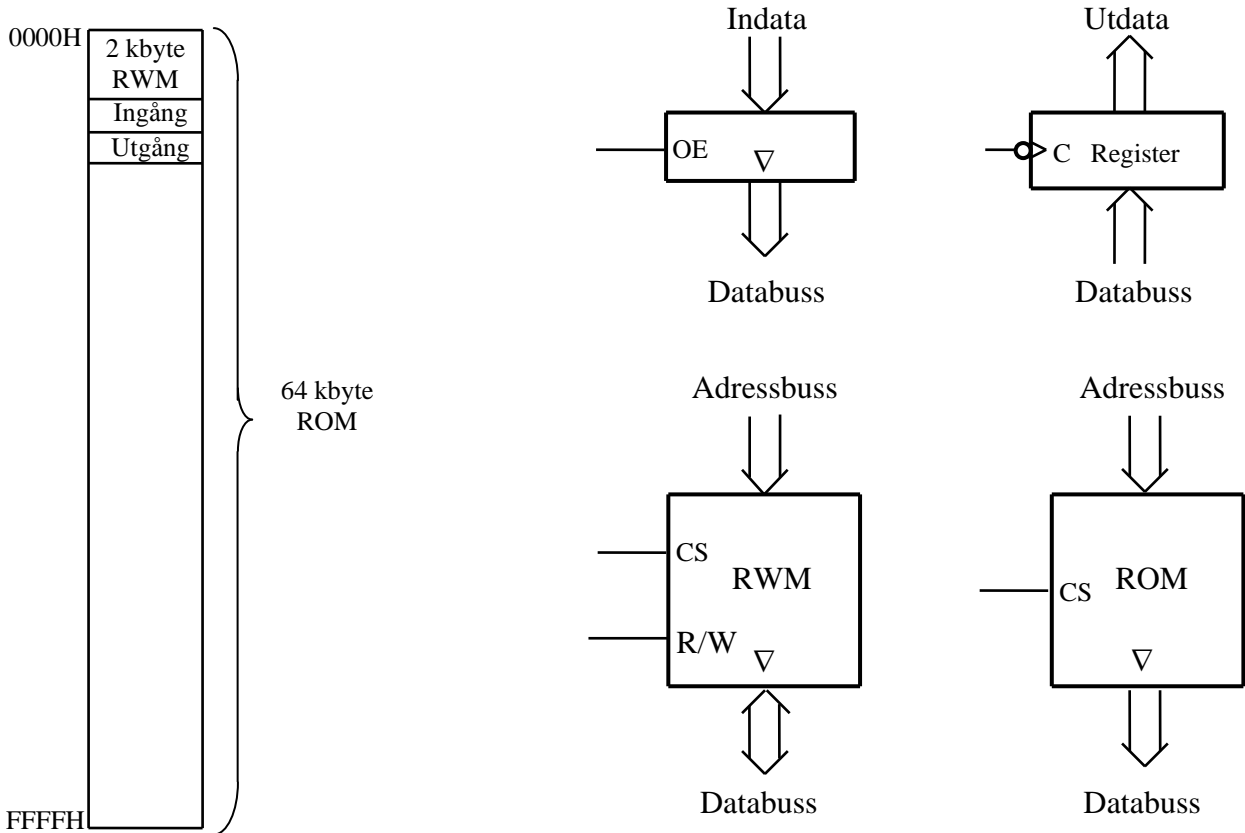 0000H
2 kbyte
RWM
Ingång
Utgång
64 kbyte
ROM
FFFFH
Indata
OE
∇
Databuss
Utdata
C Register
Databuss
Adressbuss
CS
RWM
R/W
∇
Databuss
Adressbuss
CS
ROM
∇
Databuss